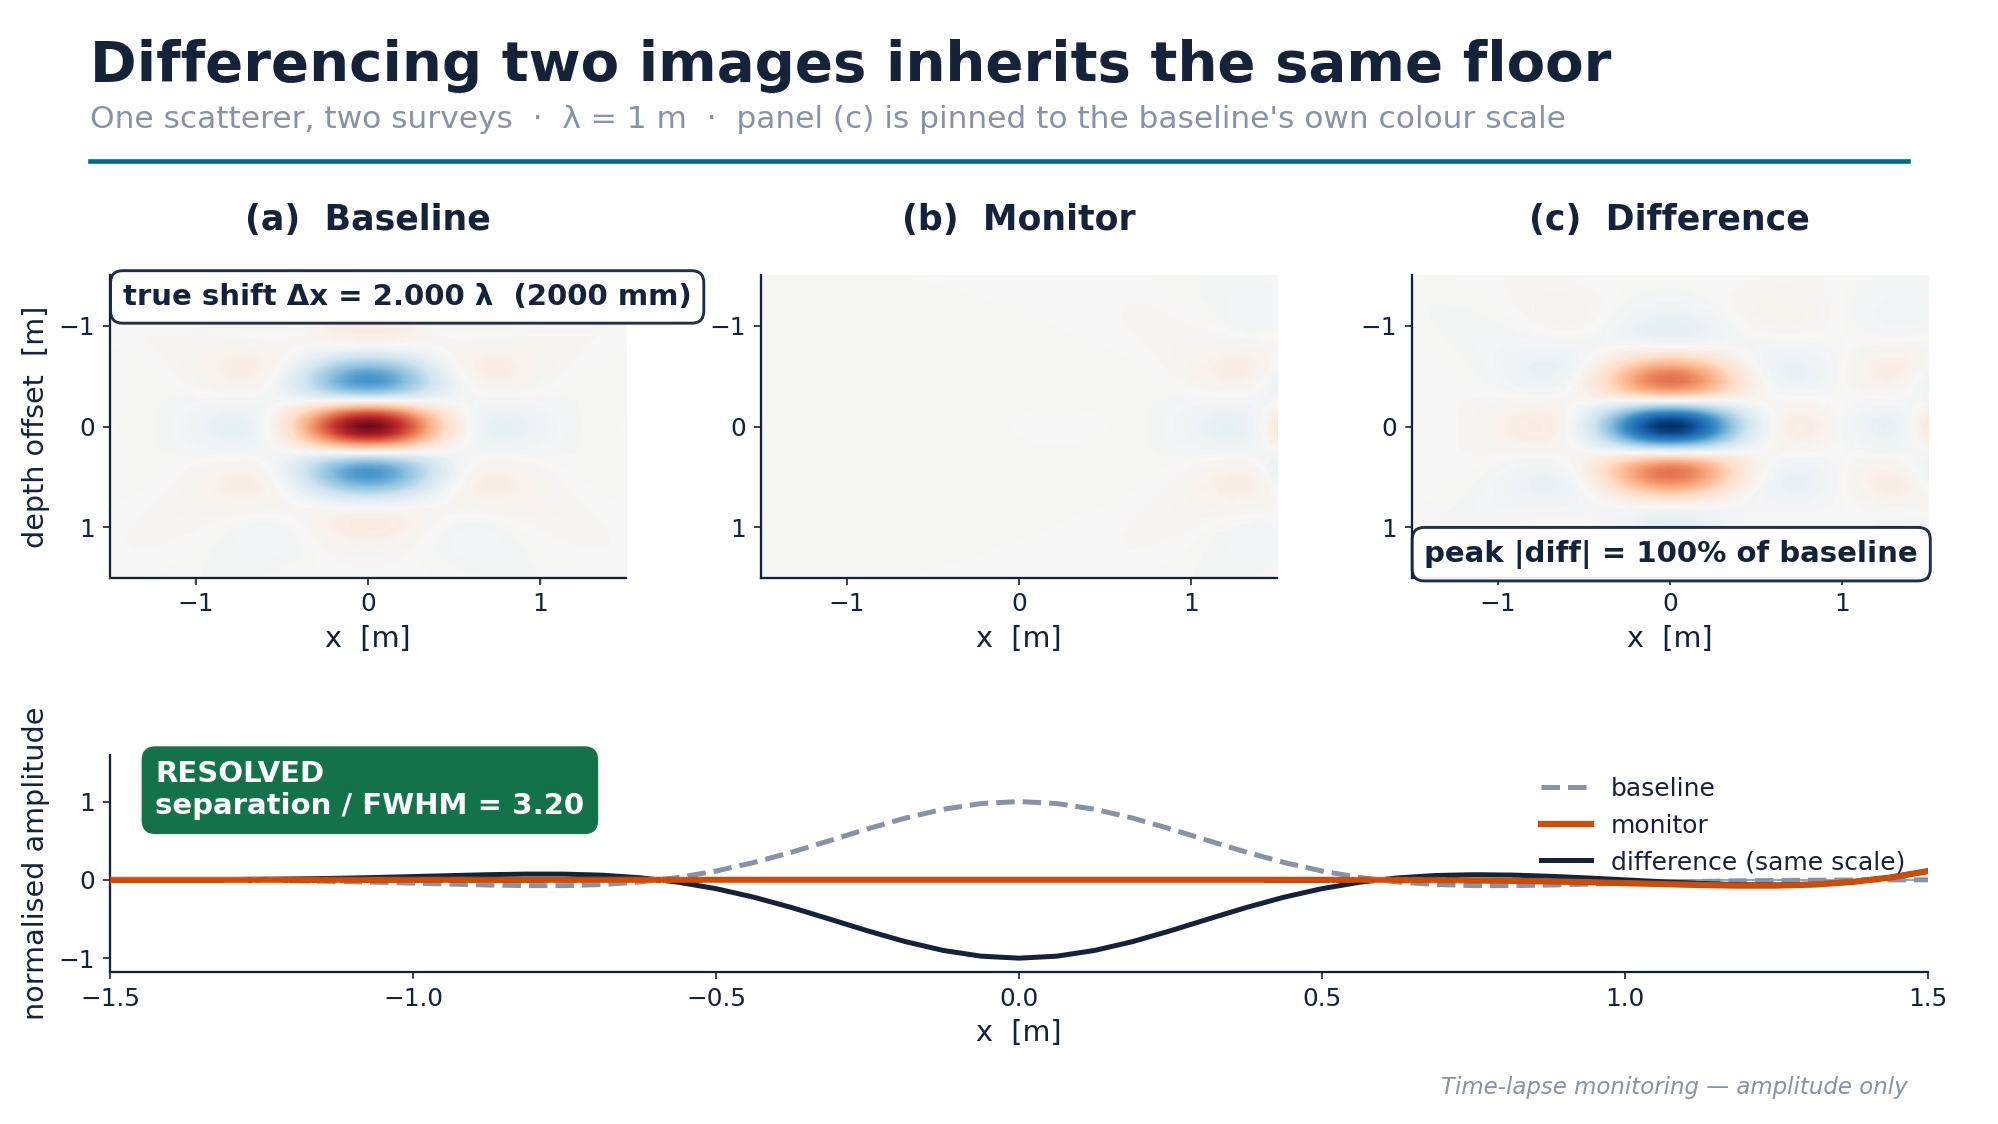 Differencing two images inherits the same floor
One scatterer, two surveys · λ = 1 m · panel (c) is pinned to the baseline's own colour scale
(a) Baseline
(b) Monitor
(c) Difference
true shift Δx = 2.000 λ (2000 mm)
depth offset [m]
−1
0
1
−1
0
1
x [m]
−1
0
1
−1
0
1
x [m]
−1
0
1
peak |diff| = 100% of baseline
−1
0
1
x [m]
normalised amplitude
1
0
−1
RESOLVED
separation / FWHM = 3.20
baseline
monitor
difference (same scale)
−1.5
−1.0
−0.5
0.0
0.5
1.0
1.5
x [m]
Time-lapse monitoring — amplitude only